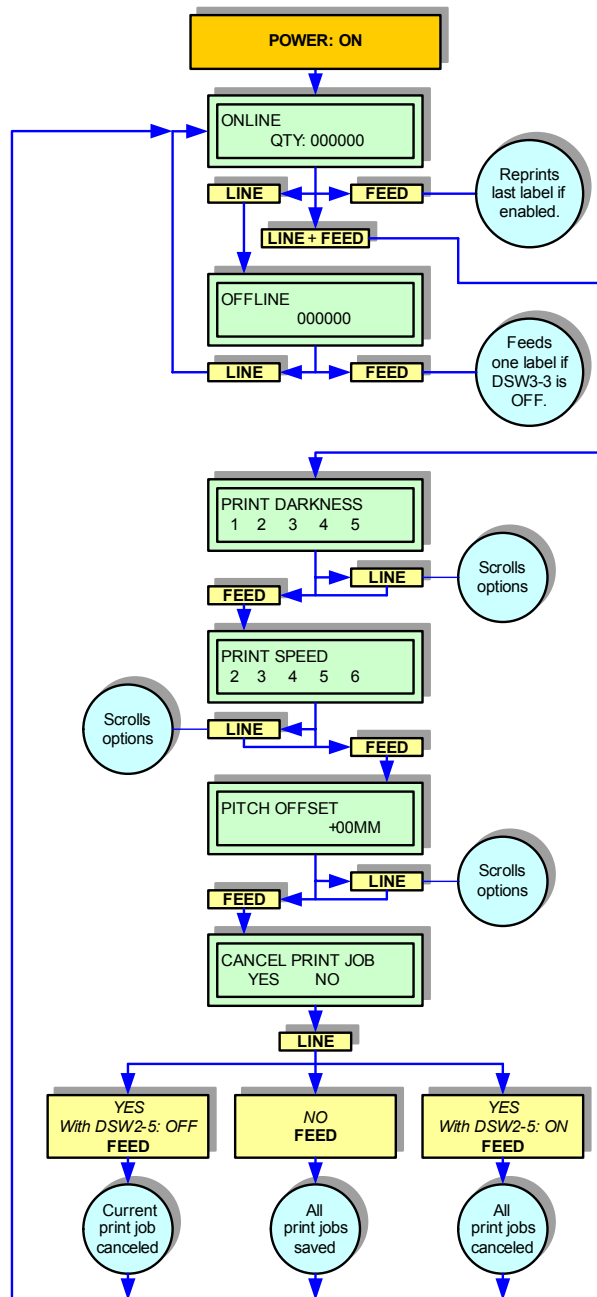 POWER: ON
ONLINE
QTY: 000000
LINE
FEED
Reprints
last label if
enabled.
LINE + FEED
OFFLINE
000000
LINE
FEED
Feeds
one label if
DSW3-3 is
OFF.
PRINT DARKNESS
1 2 3 4 5
LINE
Scrolls
options
FEED
PRINT SPEED
2 3 4 5 6
Scrolls
options
LINE
FEED
PITCH OFFSET
+00MM
LINE
Scrolls
options
FEED
CANCEL PRINT JOB
YES NO
LINE
YES
With DSW2-5: OFF
FEED
NO
FEED
YES
With DSW2-5: ON
FEED
Current
print job
canceled
All
print jobs
saved
All
print jobs
canceled